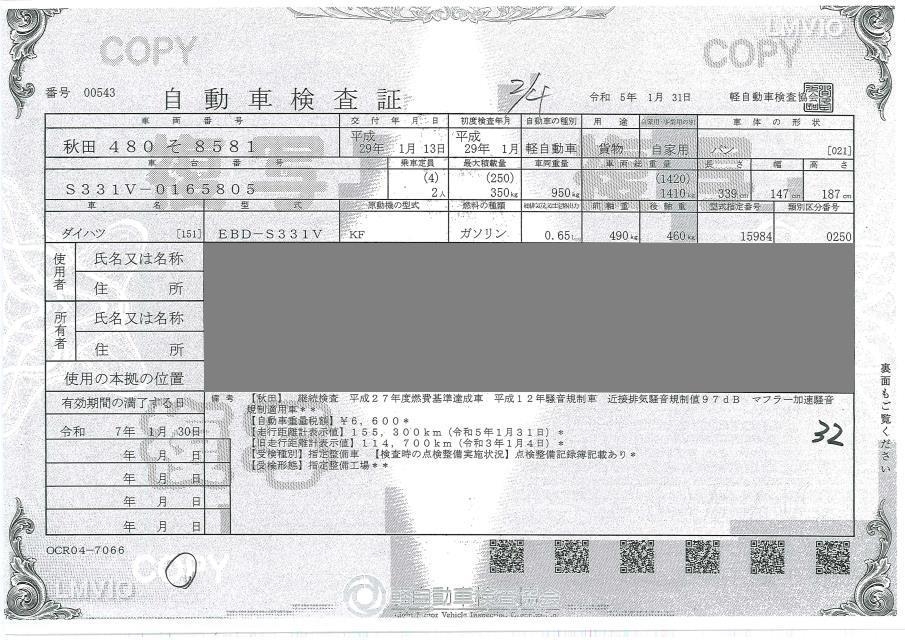 COPY
LMVIO
COPY
番号 00543
自動車検査証
2/4
令和 5年 1月 31日
軽自動車検査協会
車両番号
交付年月日
初度検査年月
自動車の種別
用途
自家用・事業用の別
車体の形状
秋田 480 そ 8581
平成 29年 1月 13日
平成 29年 1月
軽自動車
貨物
自家用
バン
[021]
車台番号
乗車定員
最大積載量
車両重量
車両総重量
長さ
幅
高さ
S331V-0165805
(4)
2人
(250)
350kg
950kg
(1420)
1410kg
339cm
147cm
187cm
車名
型式
原動機の型式
燃料の種類
総排気量又は定格出力
前軸重
後軸重
型式指定番号
類別区分番号
ダイハツ
[151]
EBD-S331V
KF
ガソリン
0.65
490kg
460kg
15984
0250
使用者
氏名又は名称
住所
所有者
氏名又は名称
住所
使用の本拠の位置
有効期間の満了する日
令和 7年 1月 30日
年 月 日
年 月 日
年 月 日
年 月 日
備考
【秋田】 継続検査 平成27年度燃費基準達成車 平成12年騒音規制車 近接排気騒音規制値97dB マフラー加速騒音
規制適用車**
【自動車重量税額】¥6,600*
【走行距離計表示値】155,300km (令和5年1月31日) *
【旧走行距離計表示値】114,700km (令和3年1月4日) *
【受検種別】指定整備車 【検査時の点検整備実施状況】点検整備記録簿記載あり*
【受検形態】指定整備工場**
32
裏面もご覧ください
OCR04-7066
COPY
LMVIO
COPY
軽自動車検査協会
Light Motor Vehicle Inspection Organization